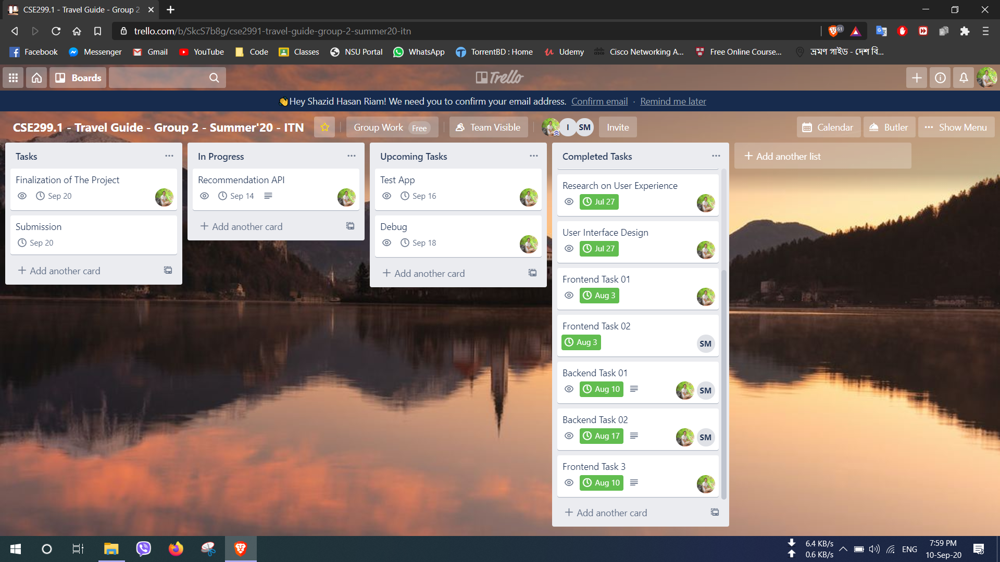 CSE299.1 - Travel Guide - Group 2
trello.com/b/SkcS7b8g/cse2991-travel-guide-group-2-summer20-itn
61
Facebook Messenger Gmail YouTube Code Classes NSU Portal WhatsApp TorrentBD : Home Udemy Cisco Networking A... Free Online Course... ভ্রমণ গাইড - দেশ বি...
Boards
Trello
👋Hey Shazid Hasan Riam! We need you to confirm your email address. Confirm email · Remind me later
CSE299.1 - Travel Guide - Group 2 - Summer'20 - ITN Group Work Free Team Visible I SM Invite Calendar Butler Show Menu
Tasks
Finalization of The Project
Sep 20
Submission
Sep 20
+ Add another card
In Progress
Recommendation API
Sep 14
+ Add another card
Upcoming Tasks
Test App
Sep 16
Debug
Sep 18
+ Add another card
Completed Tasks
Research on User Experience
Jul 27
User Interface Design
Jul 27
Frontend Task 01
Aug 3
Frontend Task 02
Aug 3 SM
Backend Task 01
Aug 10 SM
Backend Task 02
Aug 17 SM
Frontend Task 3
Aug 10
+ Add another card
+ Add another list
6.4 KB/s
0.6 KB/s
ENG
7:59 PM
10-Sep-20